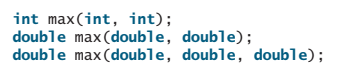 int max(int, int);
double max(double, double);
double max(double, double, double);